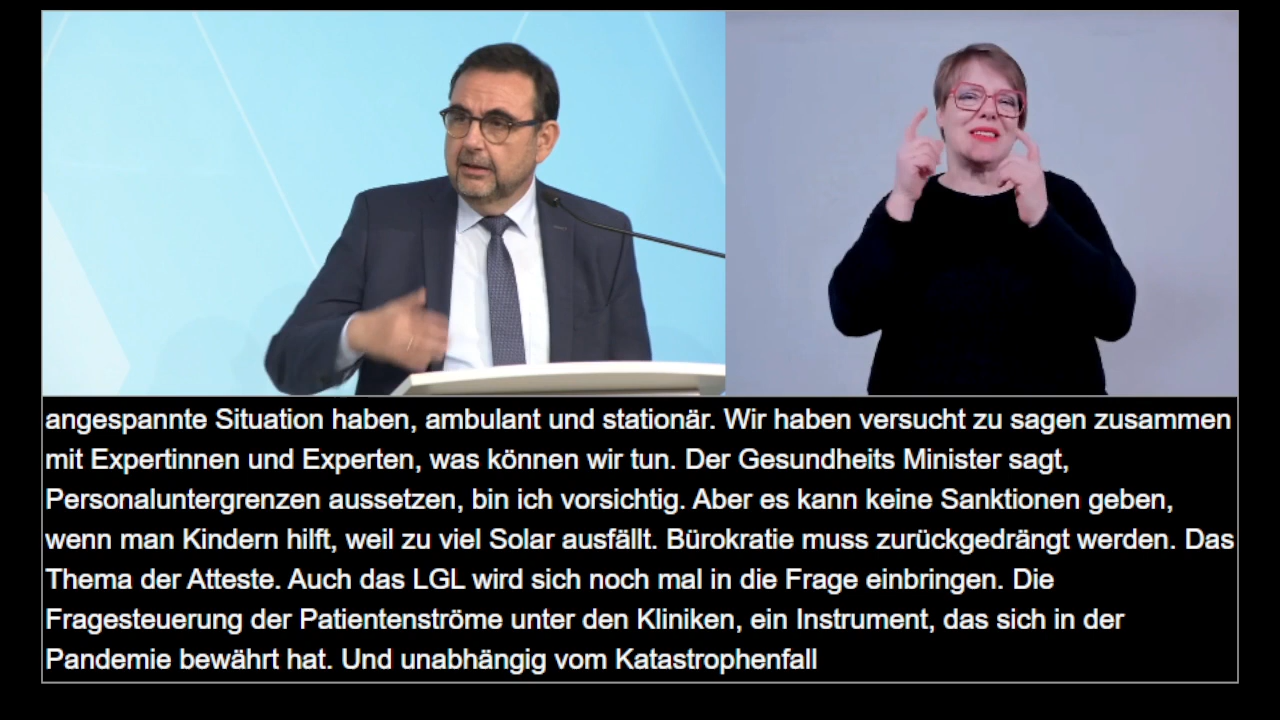 angespannte Situation haben, ambulant und stationär. Wir haben versucht zu sagen zusammen
mit Expertinnen und Experten, was können wir tun. Der Gesundheits Minister sagt,
Personaluntergrenzen aussetzen, bin ich vorsichtig. Aber es kann keine Sanktionen geben,
wenn man Kindern hilft, weil zu viel Solar ausfällt. Bürokratie muss zurückgedrängt werden. Das
Thema der Atteste. Auch das LGL wird sich noch mal in die Frage einbringen. Die
Fragesteuerung der Patientenströme unter den Kliniken, ein Instrument, das sich in der
Pandemie bewährt hat. Und unabhängig vom Katastrophenfall